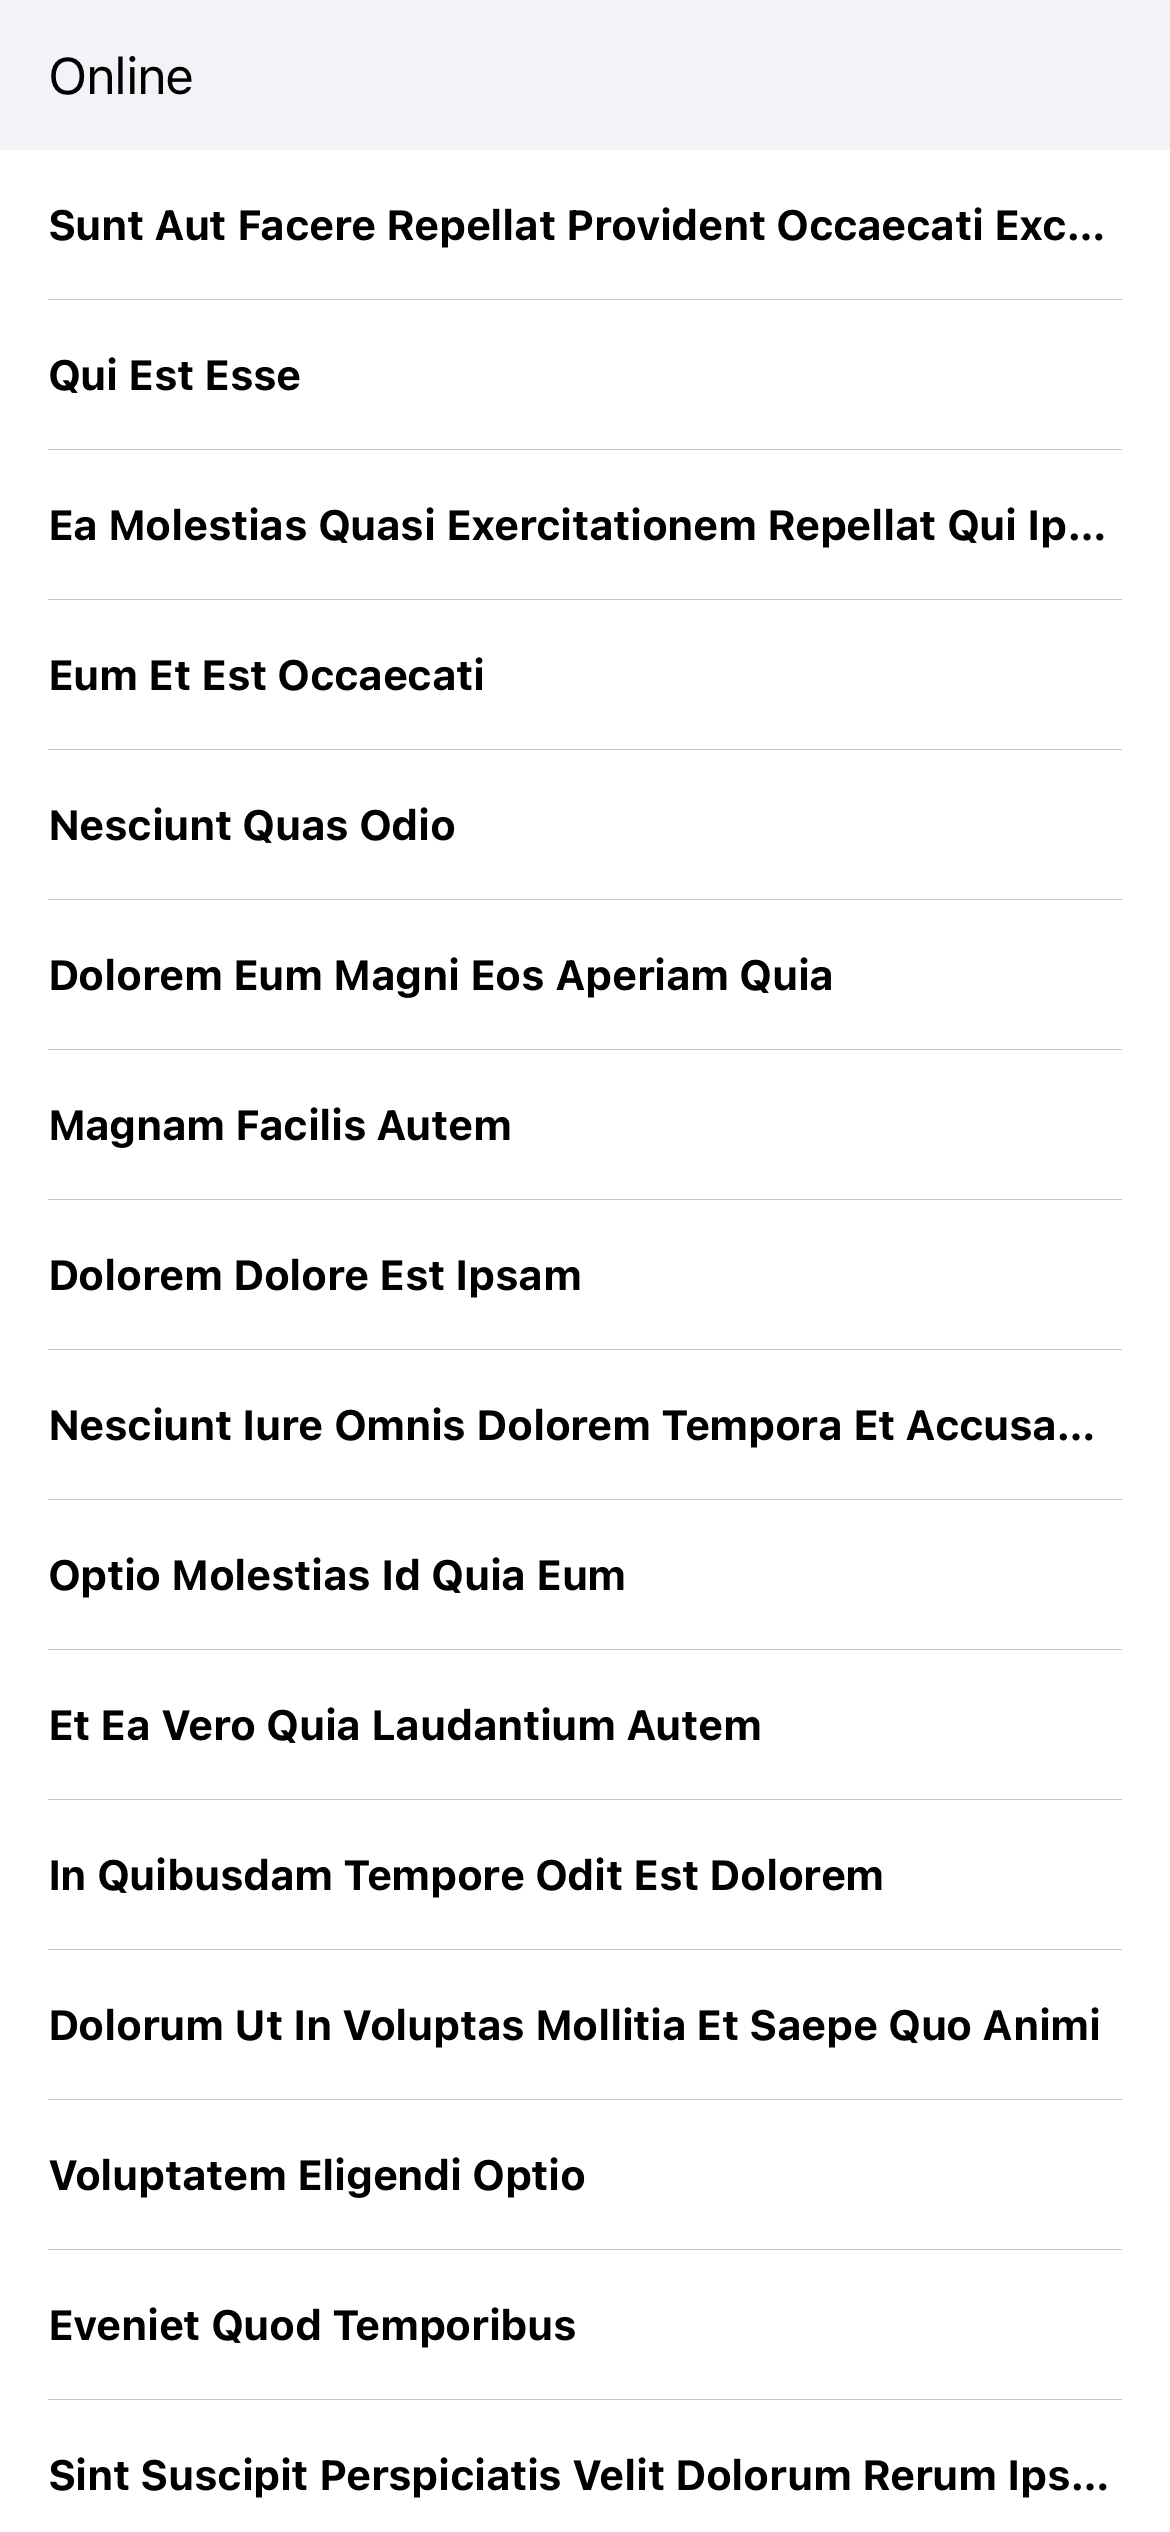 Online
Sunt Aut Facere Repellat Provident Occaecati Exc...
Qui Est Esse
Ea Molestias Quasi Exercitationem Repellat Qui Ip...
Eum Et Est Occaecati
Nesciunt Quas Odio
Dolorem Eum Magni Eos Aperiam Quia
Magnam Facilis Autem
Dolorem Dolore Est Ipsam
Nesciunt Iure Omnis Dolorem Tempora Et Accusa...
Optio Molestias Id Quia Eum
Et Ea Vero Quia Laudantium Autem
In Quibusdam Tempore Odit Est Dolorem
Dolorum Ut In Voluptas Mollitia Et Saepe Quo Animi
Voluptatem Eligendi Optio
Eveniet Quod Temporibus
Sint Suscipit Perspiciatis Velit Dolorum Rerum Ips...